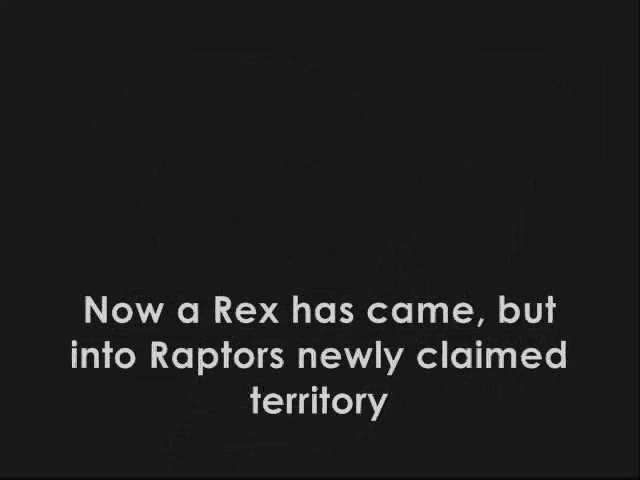 Now a Rex has came, but
into Raptors newly claimed
territory